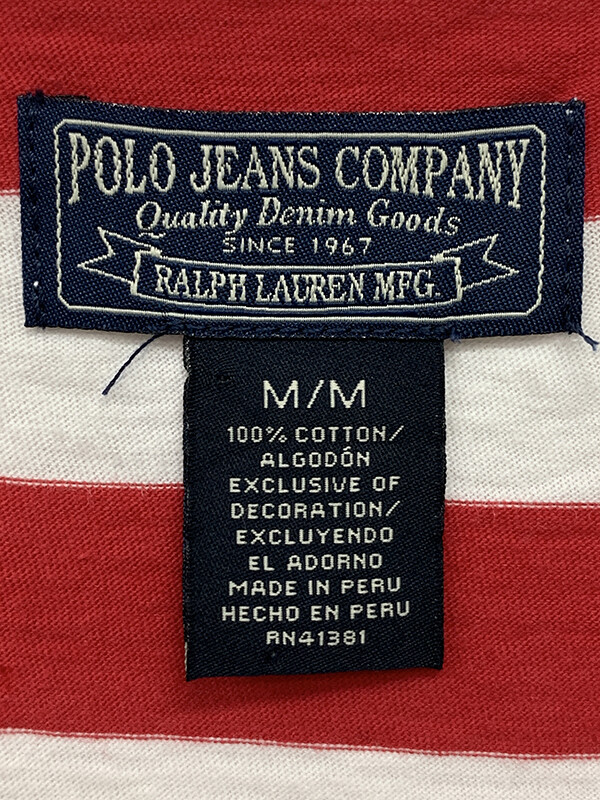 POLO JEANS COMPANY
Quality Denim Goods
SINCE 1967
RALPH LAUREN MFG.
M/M
100% COTTON/
ALGODÓN
EXCLUSIVE OF
DECORATION/
EXCLUYENDO
EL ADORNO
MADE IN PERU
HECHO EN PERU
RN41381